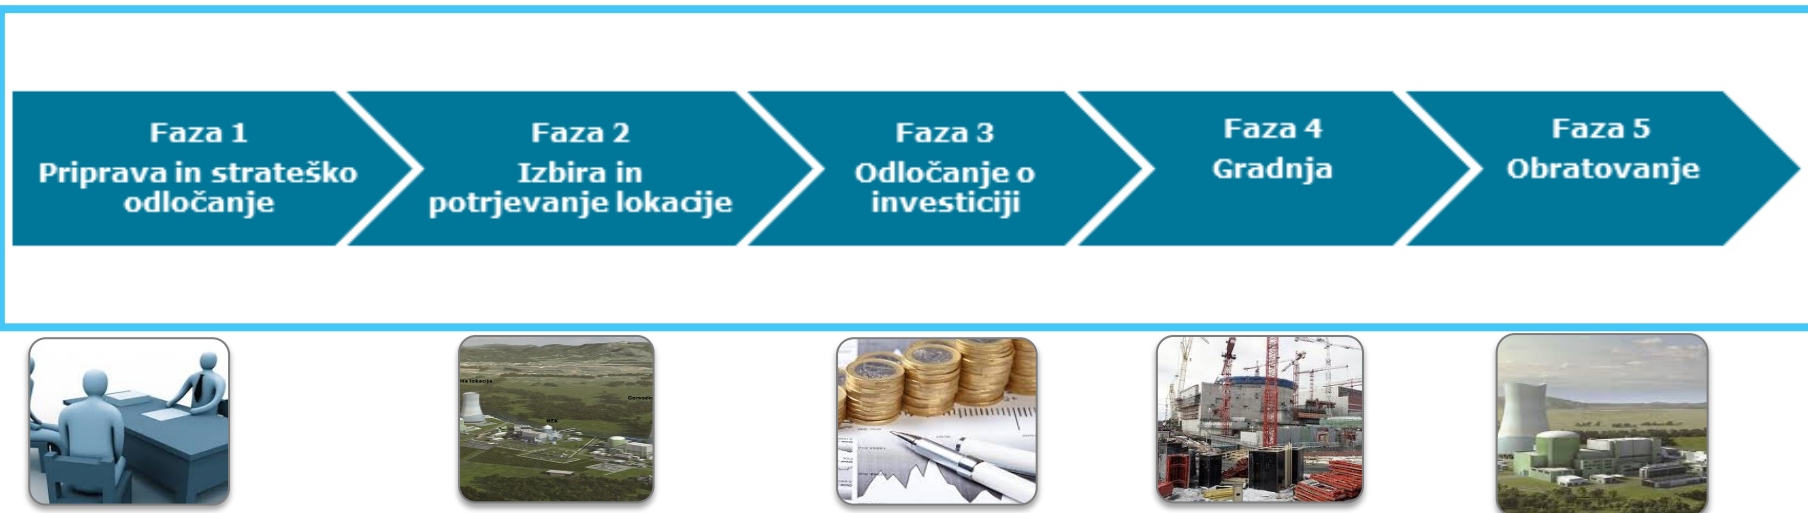 Faza 1
Priprava in strateško
odločanje
Faza 2
Izbira in
potrjevanje lokacije
Faza 3
Odločanje o
investiciji
Faza 4
Gradnja
Faza 5
Obratovanje